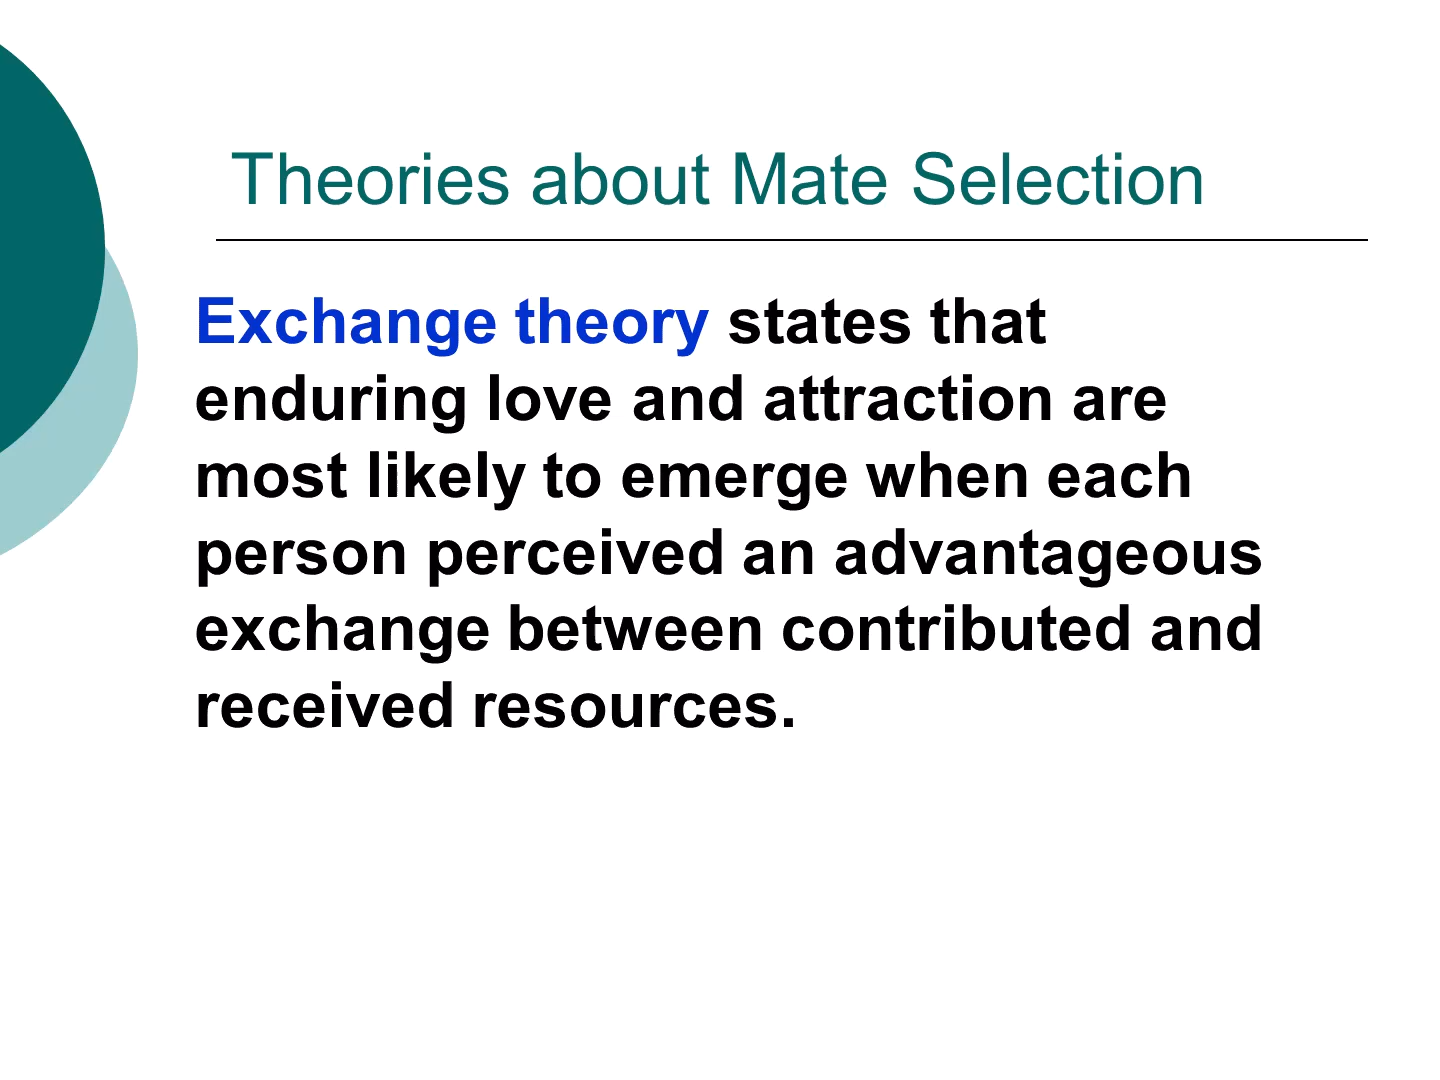 Theories about Mate Selection
Exchange theory states that
enduring love and attraction are
most likely to emerge when each
person perceived an advantageous
exchange between contributed and
received resources.